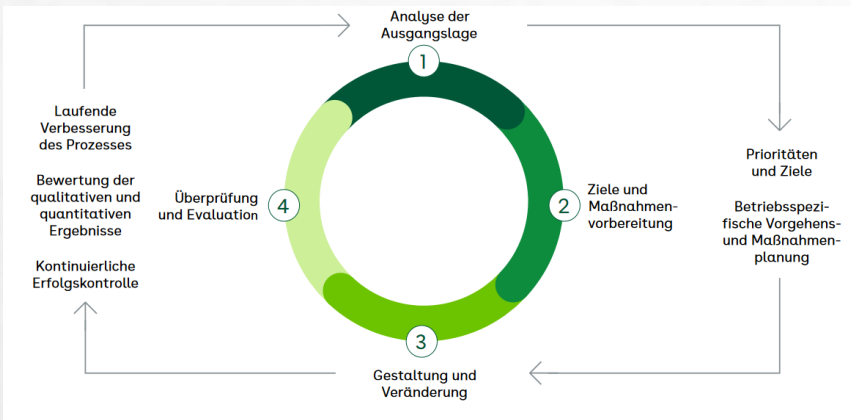 Analyse der
Ausgangslage
1
Prioritäten
und Ziele
Betriebsspezi-
fische Vorgehens-
und Maßnahmen-
planung
2
Ziele und
Maßnahmen-
vorbereitung
3
Gestaltung und
Veränderung
4
Überprüfung
und Evaluation
Laufende
Verbesserung
des Prozesses
Bewertung der
qualitativen und
quantitativen
Ergebnisse
Kontinuierliche
Erfolgskontrolle